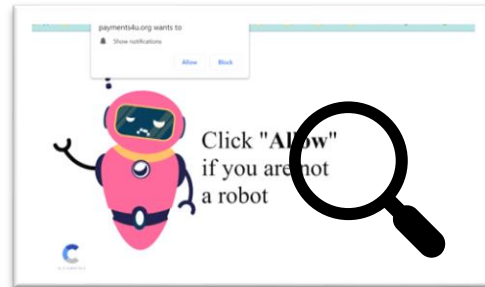 payments4u.org wants to
Show notifications
Allow Block
Click "Allow"
if you are not
a robot